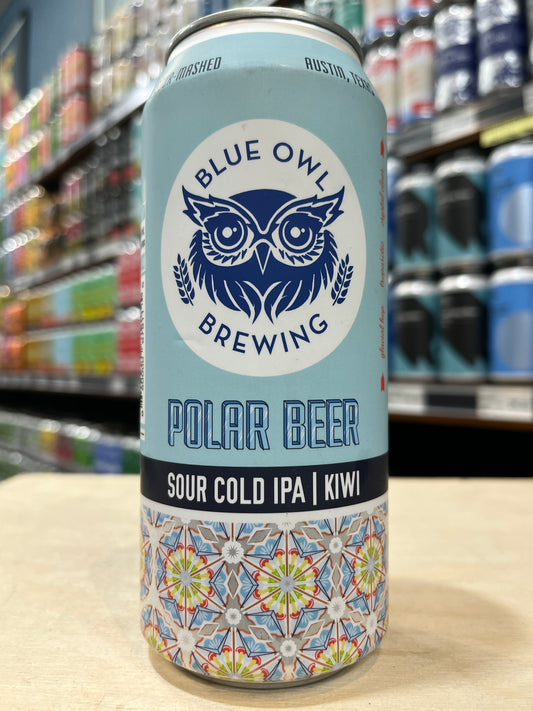 -MASHED
AUSTIN, TEXAS
BLUE OWL
BREWING
POLAR BEER
SOUR COLD IPA | KIWI